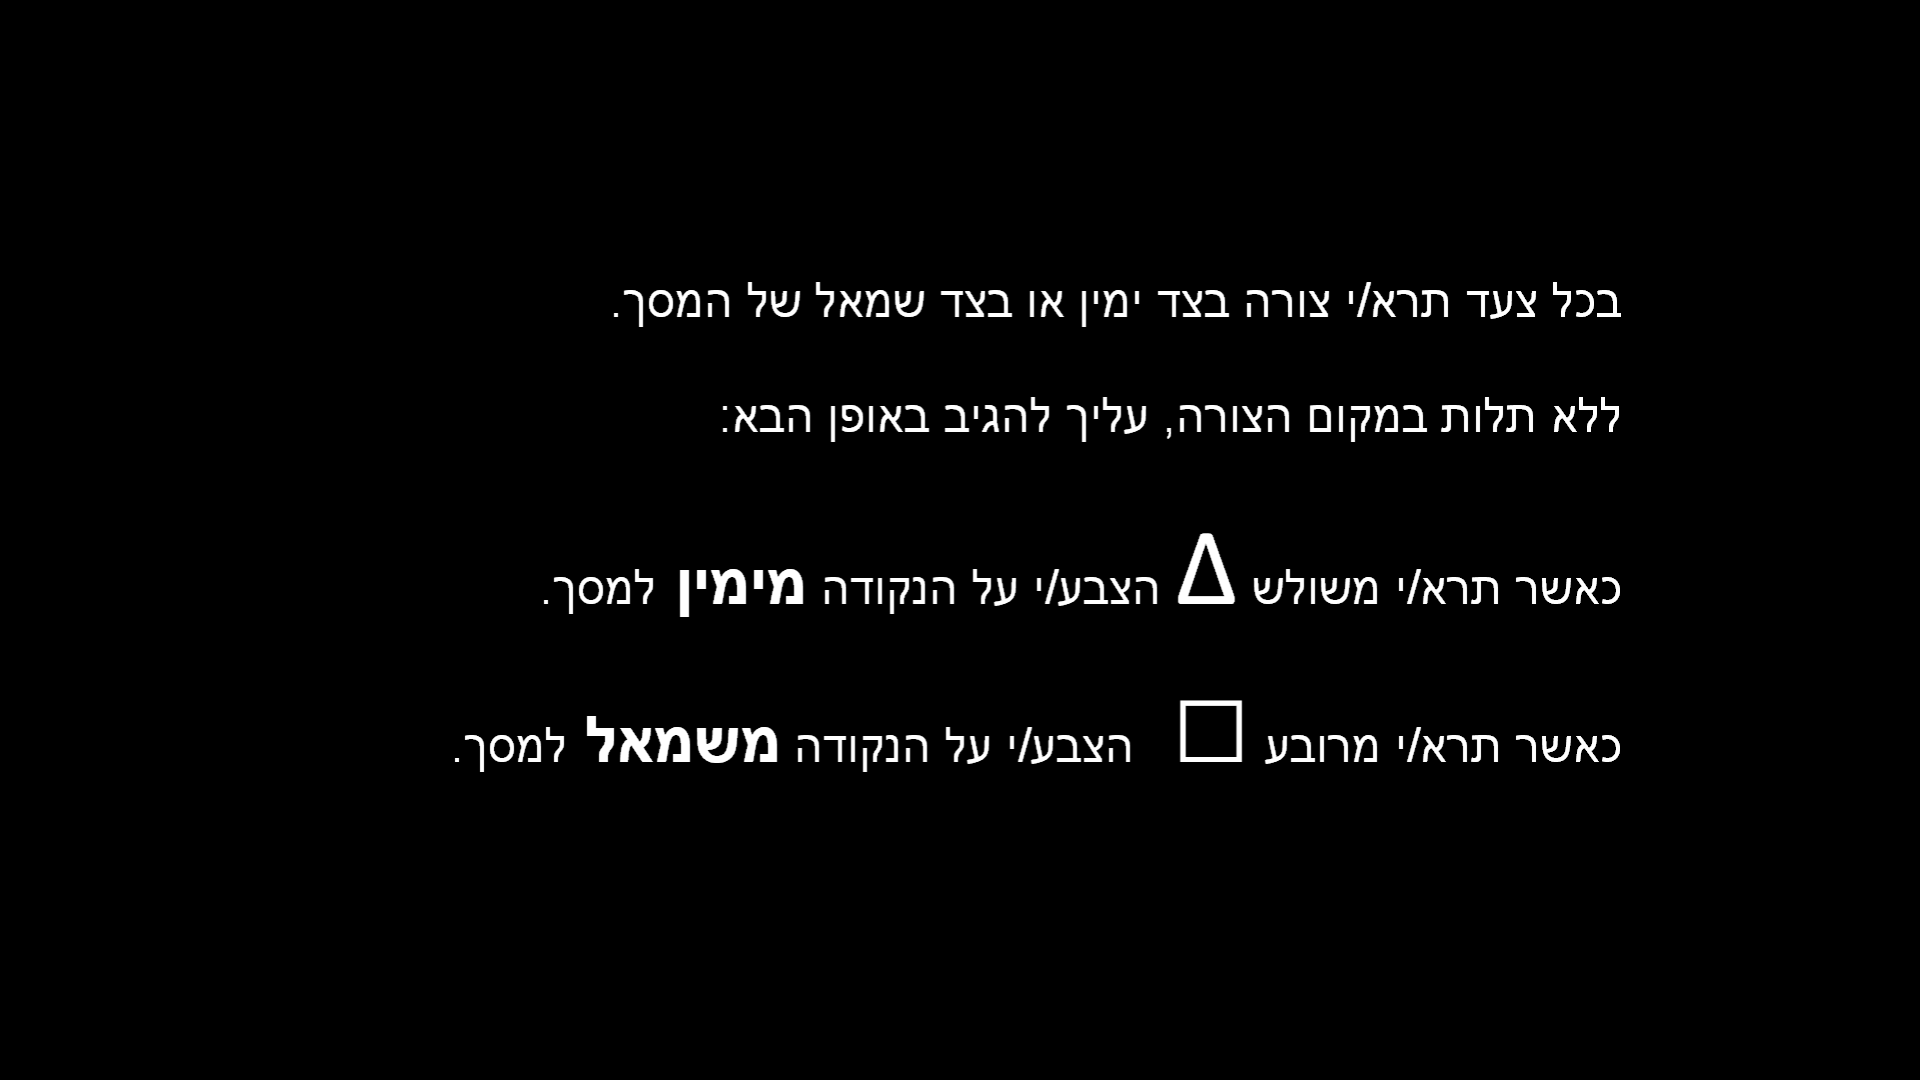 בכל צעד תרא/י צורה בצד ימין או בצד שמאל של המסך.
ללא תלות במקום הצורה, עליך להגיב באופן הבא:
כאשר תרא/י משולש Δ הצבע/י על הנקודה מימין למסך.
כאשר תרא/י מרובע □ הצבע/י על הנקודה משמאל למסך.